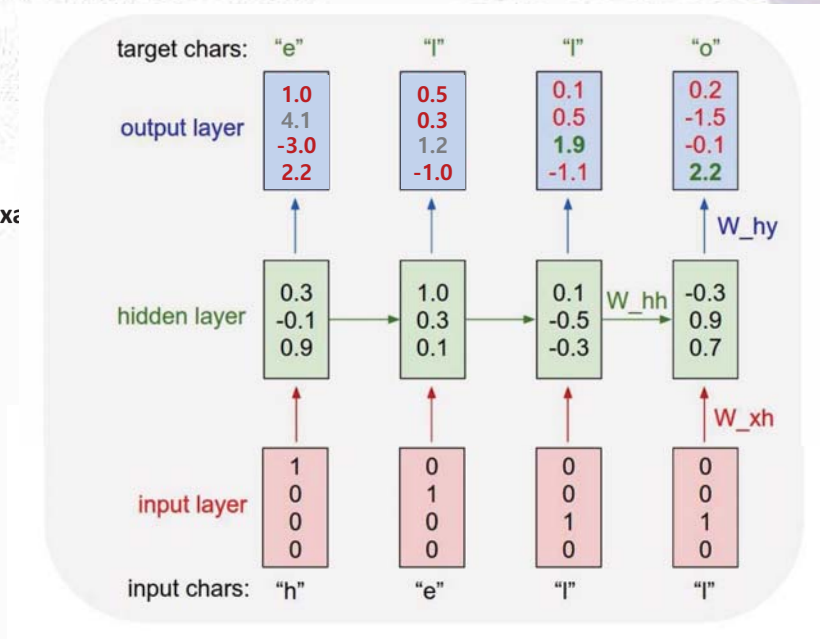 target chars: “e” “l” “l” “o”
output layer
1.0 0.5 0.1 0.2
4.1 0.3 0.5 -1.5
-3.0 1.2 1.9 -0.1
2.2 -1.0 -1.1 2.2
W_hy
hidden layer
0.3 1.0 0.1 -0.3
-0.1 0.3 -0.5 0.9
0.9 0.1 -0.3 0.7
W_hh
W_xh
input layer
1 0 0 0
0 1 0 0
0 0 1 1
0 0 0 0
input chars: “h” “e” “l” “l”